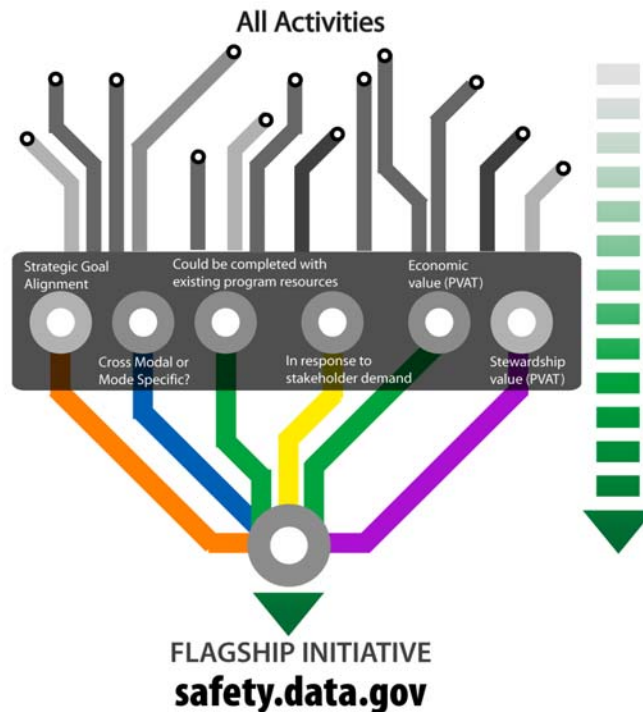 All Activities
Strategic Goal
Alignment
Could be completed with
existing program resources
Economic
value (PVAT)
Cross Modal or
Mode Specific?
In response to
stakeholder demand
Stewardship
value (PVAT)
FLAGSHIP INITIATIVE
safety.data.gov